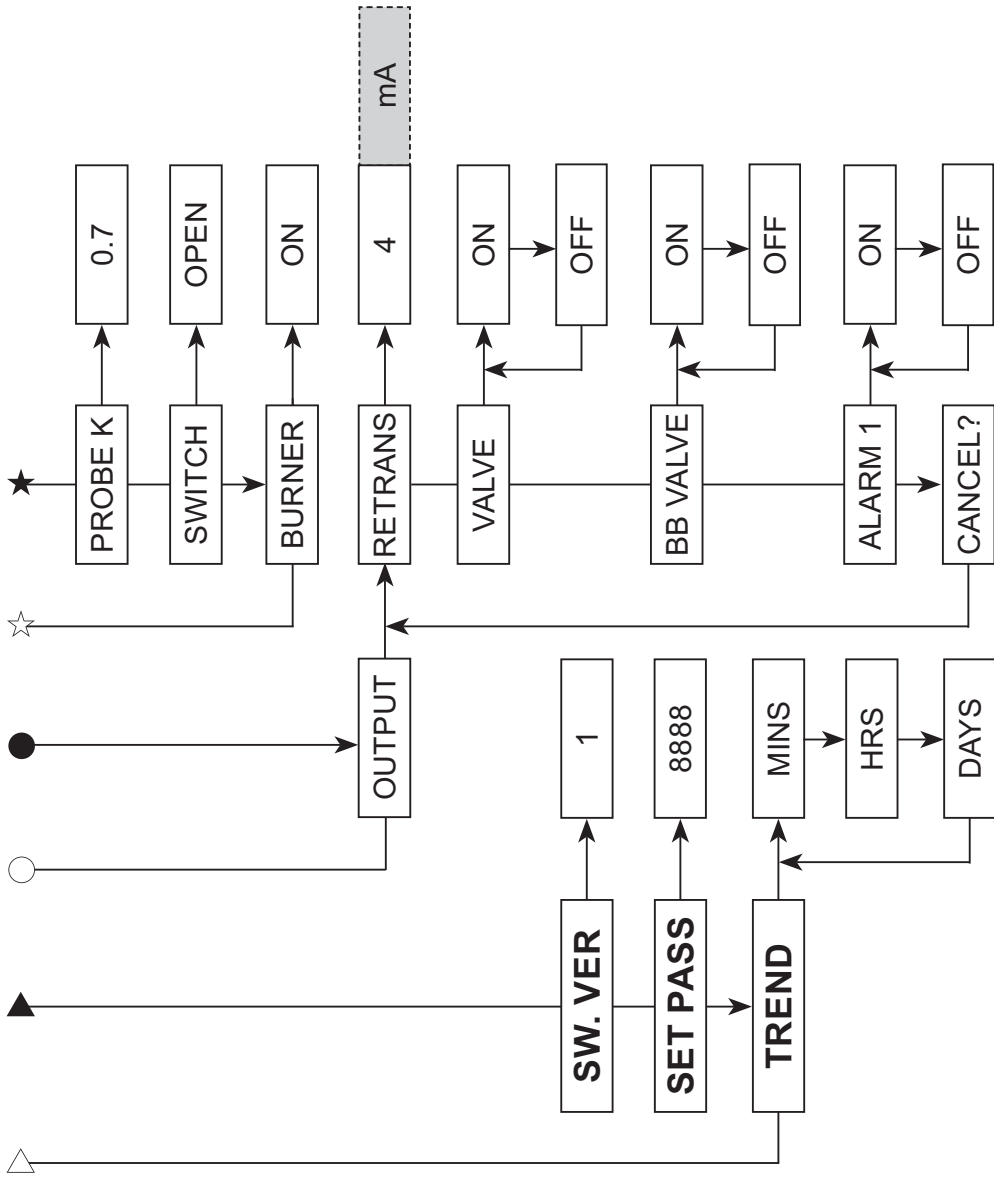 PROBE K
0.7
SWITCH
OPEN
BURNER
ON
OUTPUT
RETRANS
4
mA
VALVE
ON
OFF
SW. VER
1
BB VALVE
ON
SET PASS
8888
OFF
TREND
MINS
ALARM 1
ON
HRS
CANCEL?
OFF
DAYS